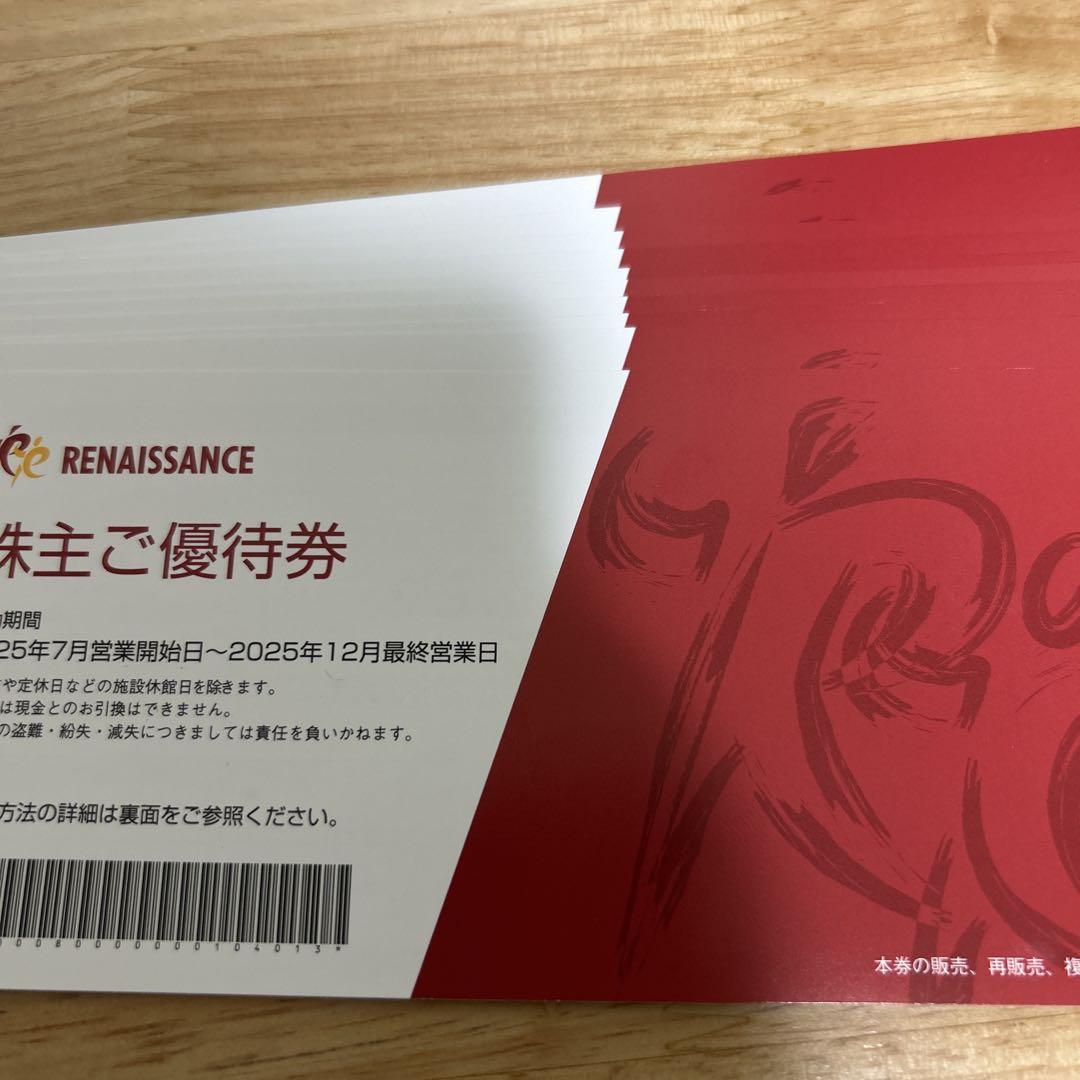 RENAISSANCE
株主ご優待券
期間
25年7月営業開始日～2025年12月最終営業日
や定休日などの施設休館日を除きます。
は現金とのお引換はできません。
の盗難・紛失・滅失につきましては責任を負いかねます。
方法の詳細は裏面をご参照ください。
008000000104013*
本券の販売、再販売、複